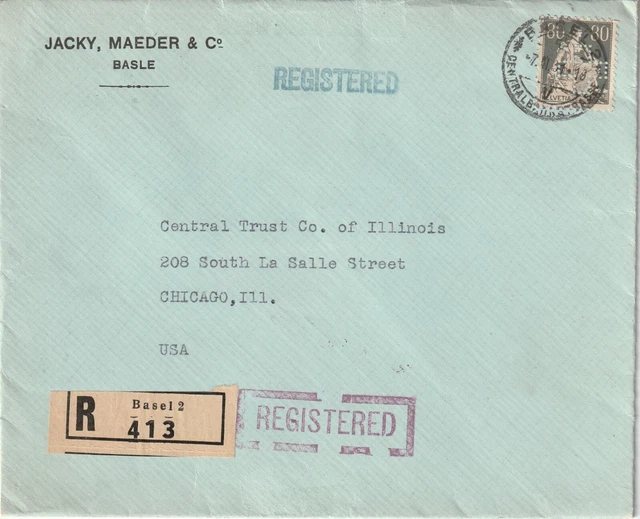 JACKY, MAEDER & Cº
BASLE
REGISTERED
80 80
HELVETIA
Central Trust Co. of Illinois
208 South La Salle Street
CHICAGO,Ill.
USA
R
Basel 2
413
REGISTERED